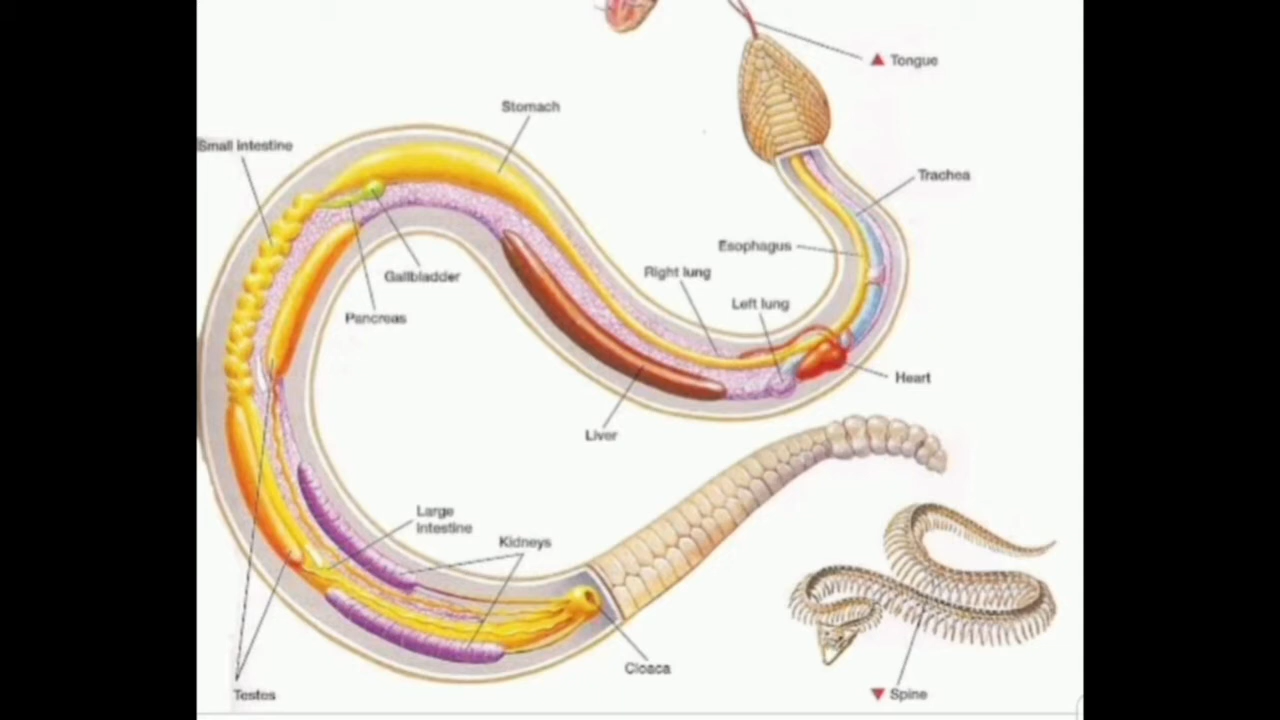 ▲ Tongue
Stomach
Small intestine
Trachea
Esophagus
Right lung
Gallbladder
Left lung
Pancreas
Heart
Liver
Large
intestine
Kidneys
Cloaca
Testes
▼ Spine